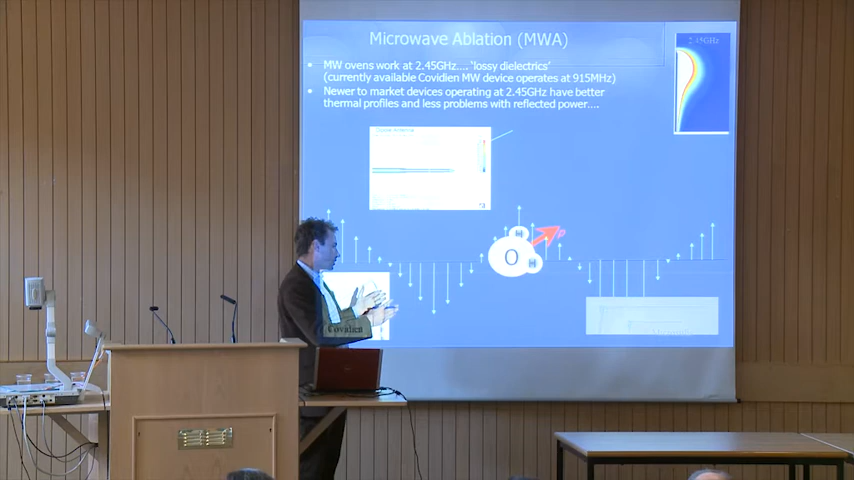 Microwave Ablation (MWA)
2.45GHz
MW ovens work at 2.45GHz.... 'lossy dielectrics'
(currently available Covidien MW device operates at 915MHz)
Newer to market devices operating at 2.45GHz have better
thermal profiles and less problems with reflected power....
H
P
O
H
Covidien